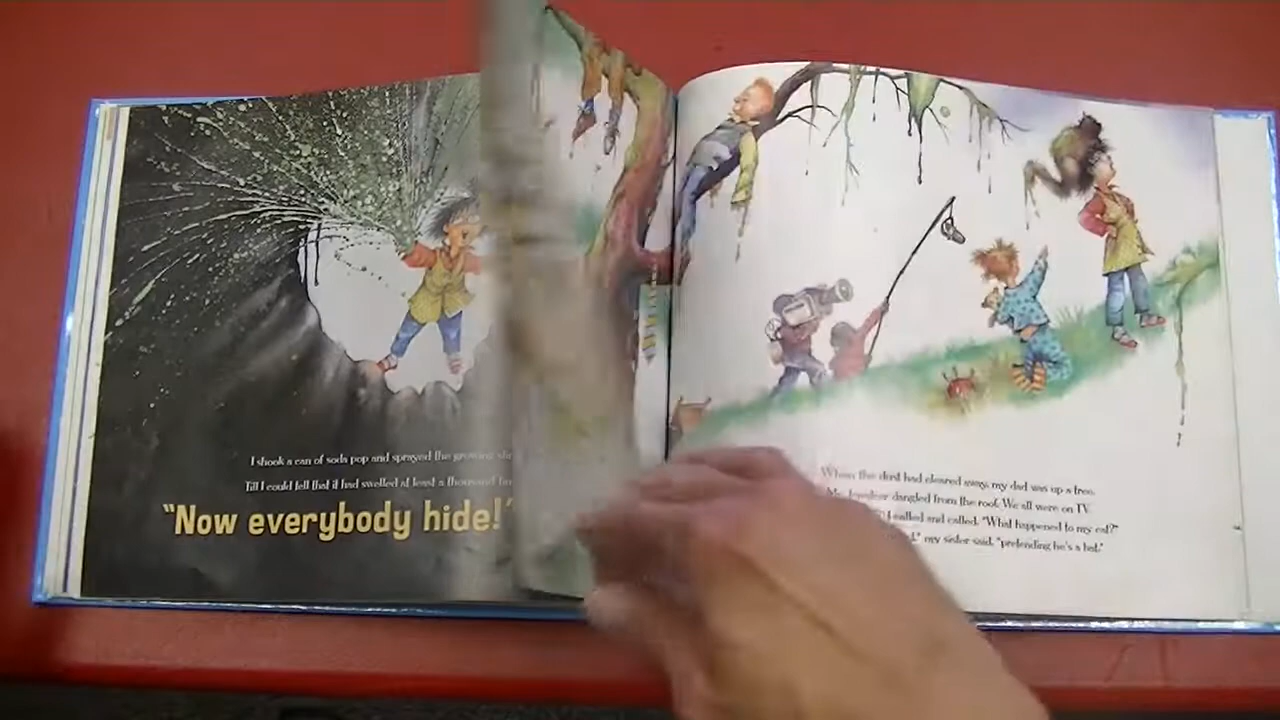 I shook a can of soda pop and sprayed the growing
Till I could tell that it had swelled at least a thousand
"Now everybody hide!"
When the dust had cleared away, my dad was up a tree.
dangled from the roof. We all were on TV.
I called and called. "What happened to my cat?"
my sister said, "pretending he's a hat."